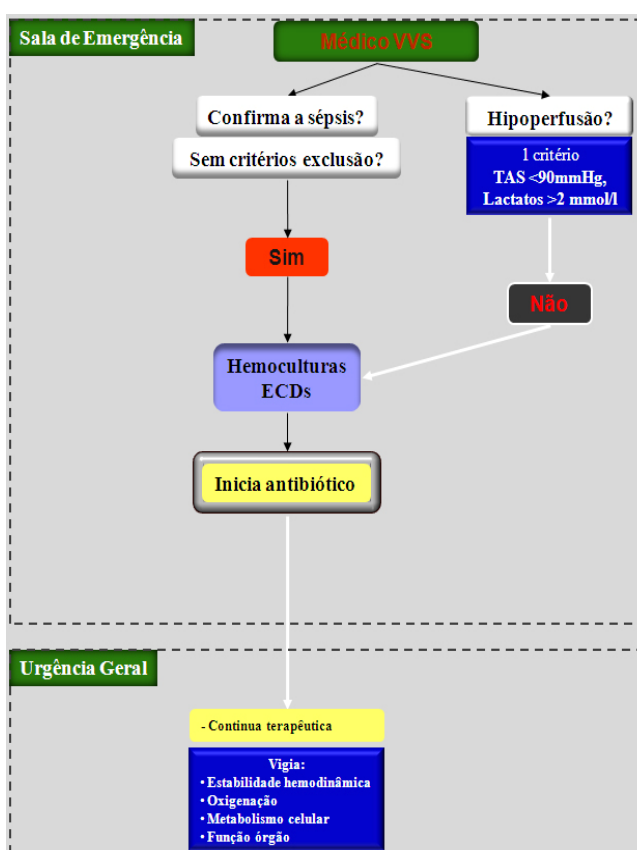 Sala de Emergência
Médico VVS
Confirma a sépsis?
Sem critérios exclusão?
Hipoperfusão?
1 critério
TAS <90mmHg,
Lactatos >2 mmol/l
Sim
Não
Hemoculturas
ECDs
Inicia antibiótico
Urgência Geral
- Continua terapêutica
Vigia:
• Estabilidade hemodinâmica
• Oxigenação
• Metabolismo celular
• Função órgão